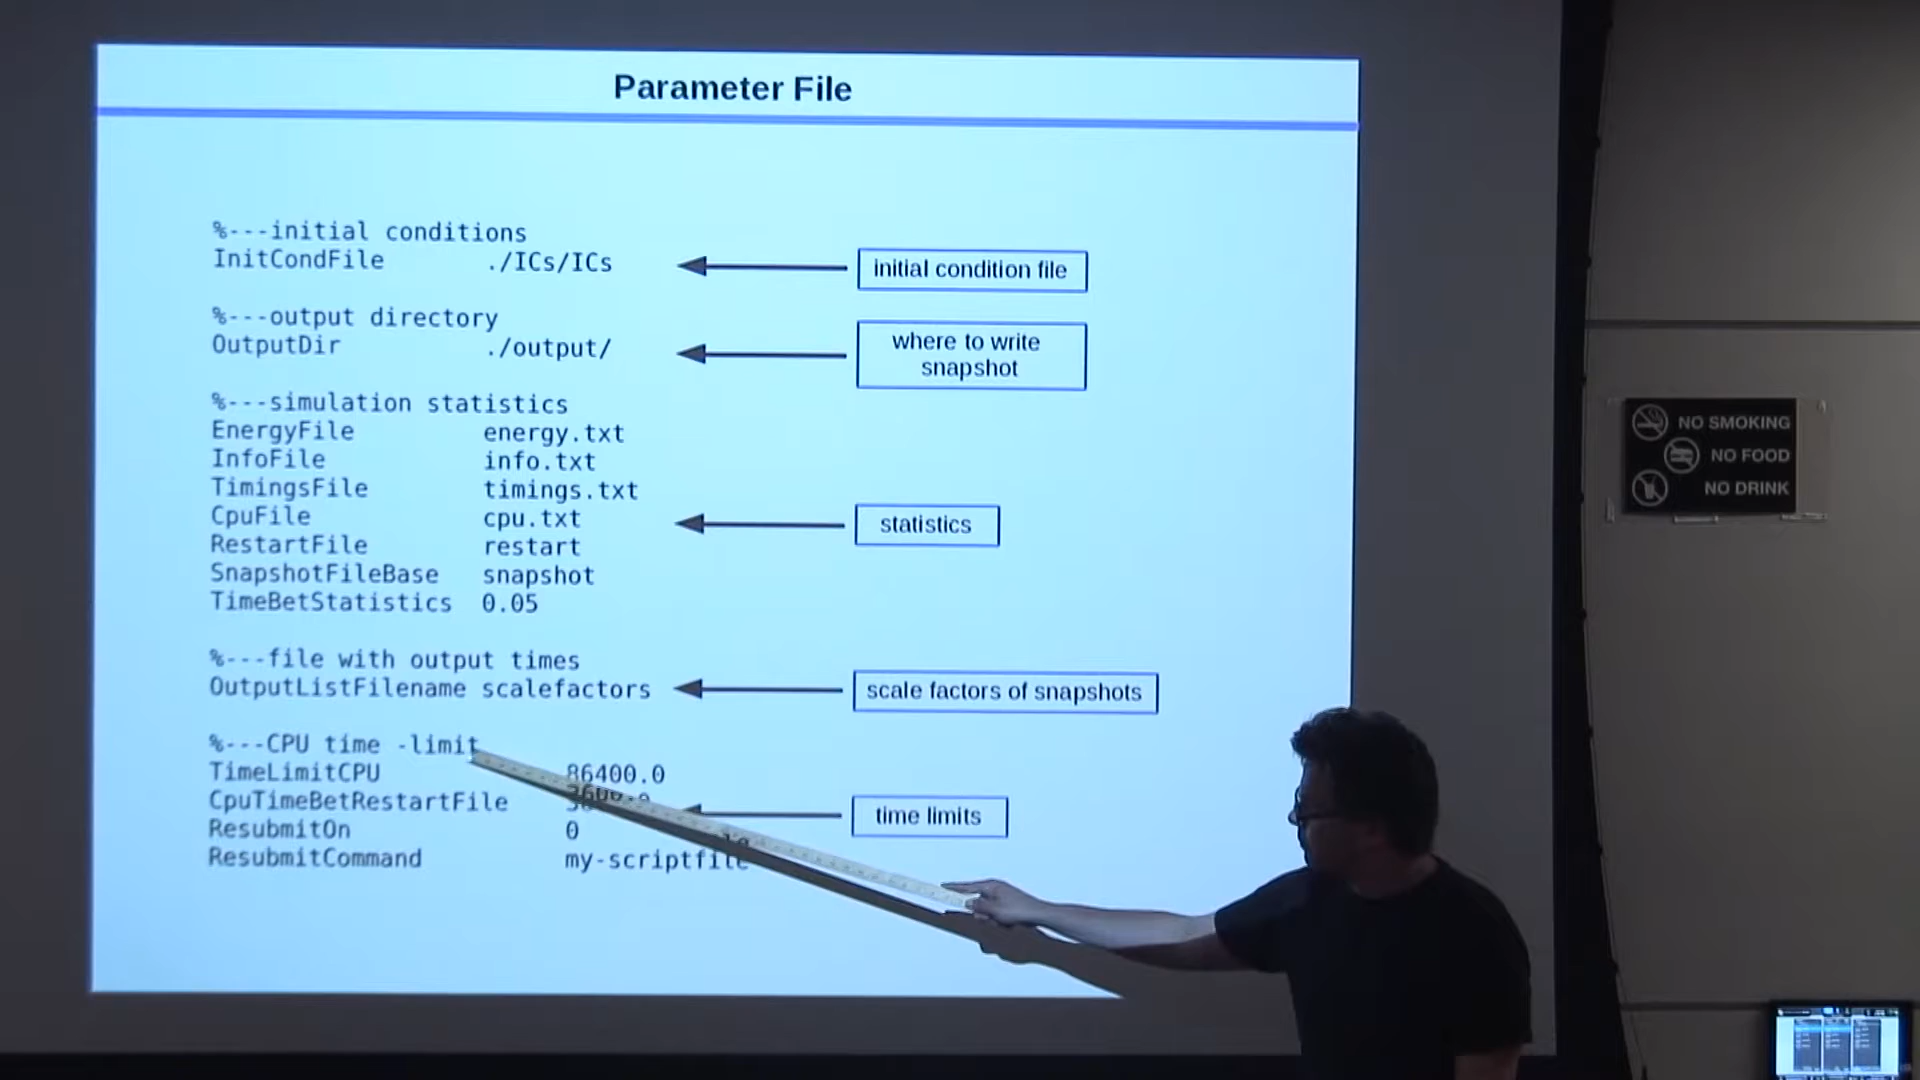 Parameter File
%---initial conditions
InitCondFile ./ICs/ICs
initial condition file
%---output directory
OutputDir ./output/
where to write
snapshot
%---simulation statistics
EnergyFile energy.txt
InfoFile info.txt
TimingsFile timings.txt
CpuFile cpu.txt
statistics
RestartFile restart
SnapshotFileBase snapshot
TimeBetStatistics 0.05
%---file with output times
OutputListFilename scalefactors
scale factors of snapshots
%---CPU time -limit
TimeLimitCPU 86400.0
CpuTimeBetRestartFile
time limits
ResubmitOn 0
ResubmitCommand my-scriptfile
NO SMOKING
NO FOOD
NO DRINK